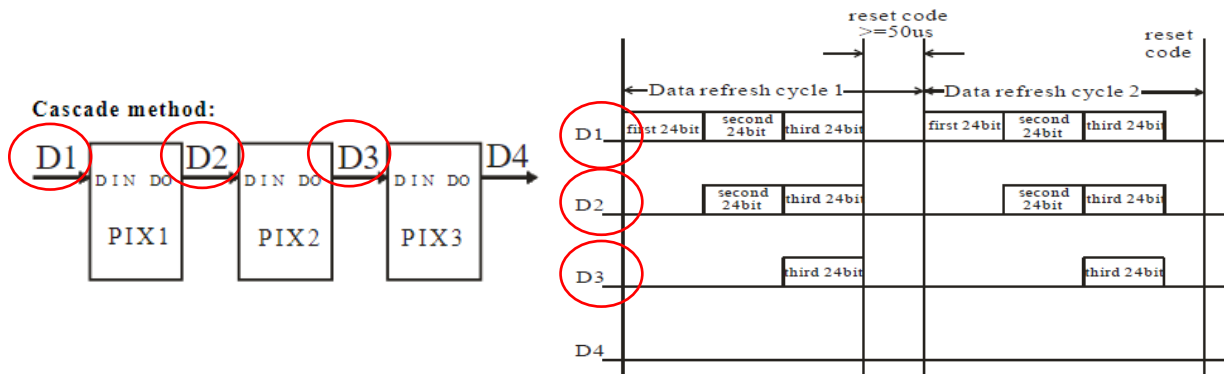 Cascade method:
D1 D2 D3 D4
DIN DO DIN DO DIN DO
PIX1 PIX2 PIX3
reset code
>=50us
reset
code
Data refresh cycle 1 Data refresh cycle 2
D1 first 24bit second 24bit third 24bit first 24bit second 24bit third 24bit
D2 second 24bit third 24bit second 24bit third 24bit
D3 third 24bit third 24bit
D4